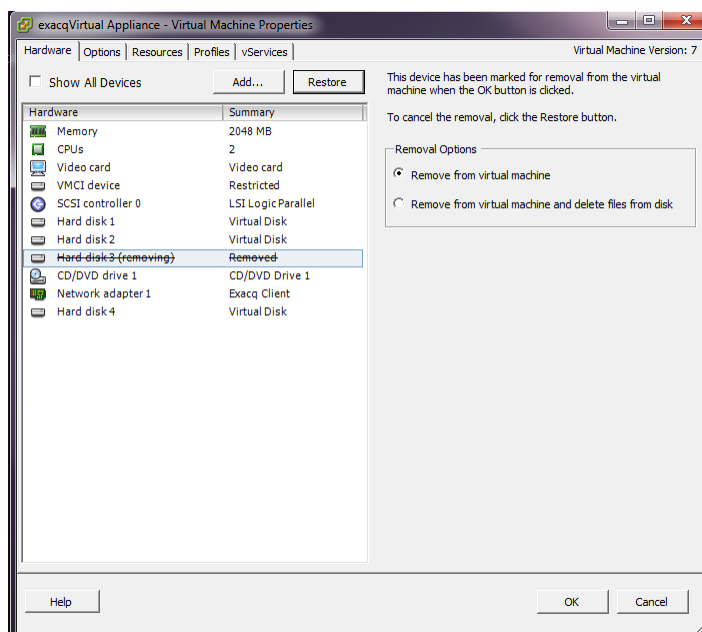 exacqVirtual Appliance - Virtual Machine Properties
Hardware Options Resources Profiles vServices Virtual Machine Version: 7
Show All Devices Add... Restore
Hardware Summary
Memory 2048 MB
CPUs 2
Video card Video card
VMCI device Restricted
SCSI controller 0 LSI Logic Parallel
Hard disk 1 Virtual Disk
Hard disk 2 Virtual Disk
Hard disk 3 (removing) Removed
CD/DVD drive 1 CD/DVD Drive 1
Network adapter 1 Exacq Client
Hard disk 4 Virtual Disk
This device has been marked for removal from the virtual
machine when the OK button is clicked.
To cancel the removal, click the Restore button.
Removal Options
Remove from virtual machine
Remove from virtual machine and delete files from disk
Help OK Cancel